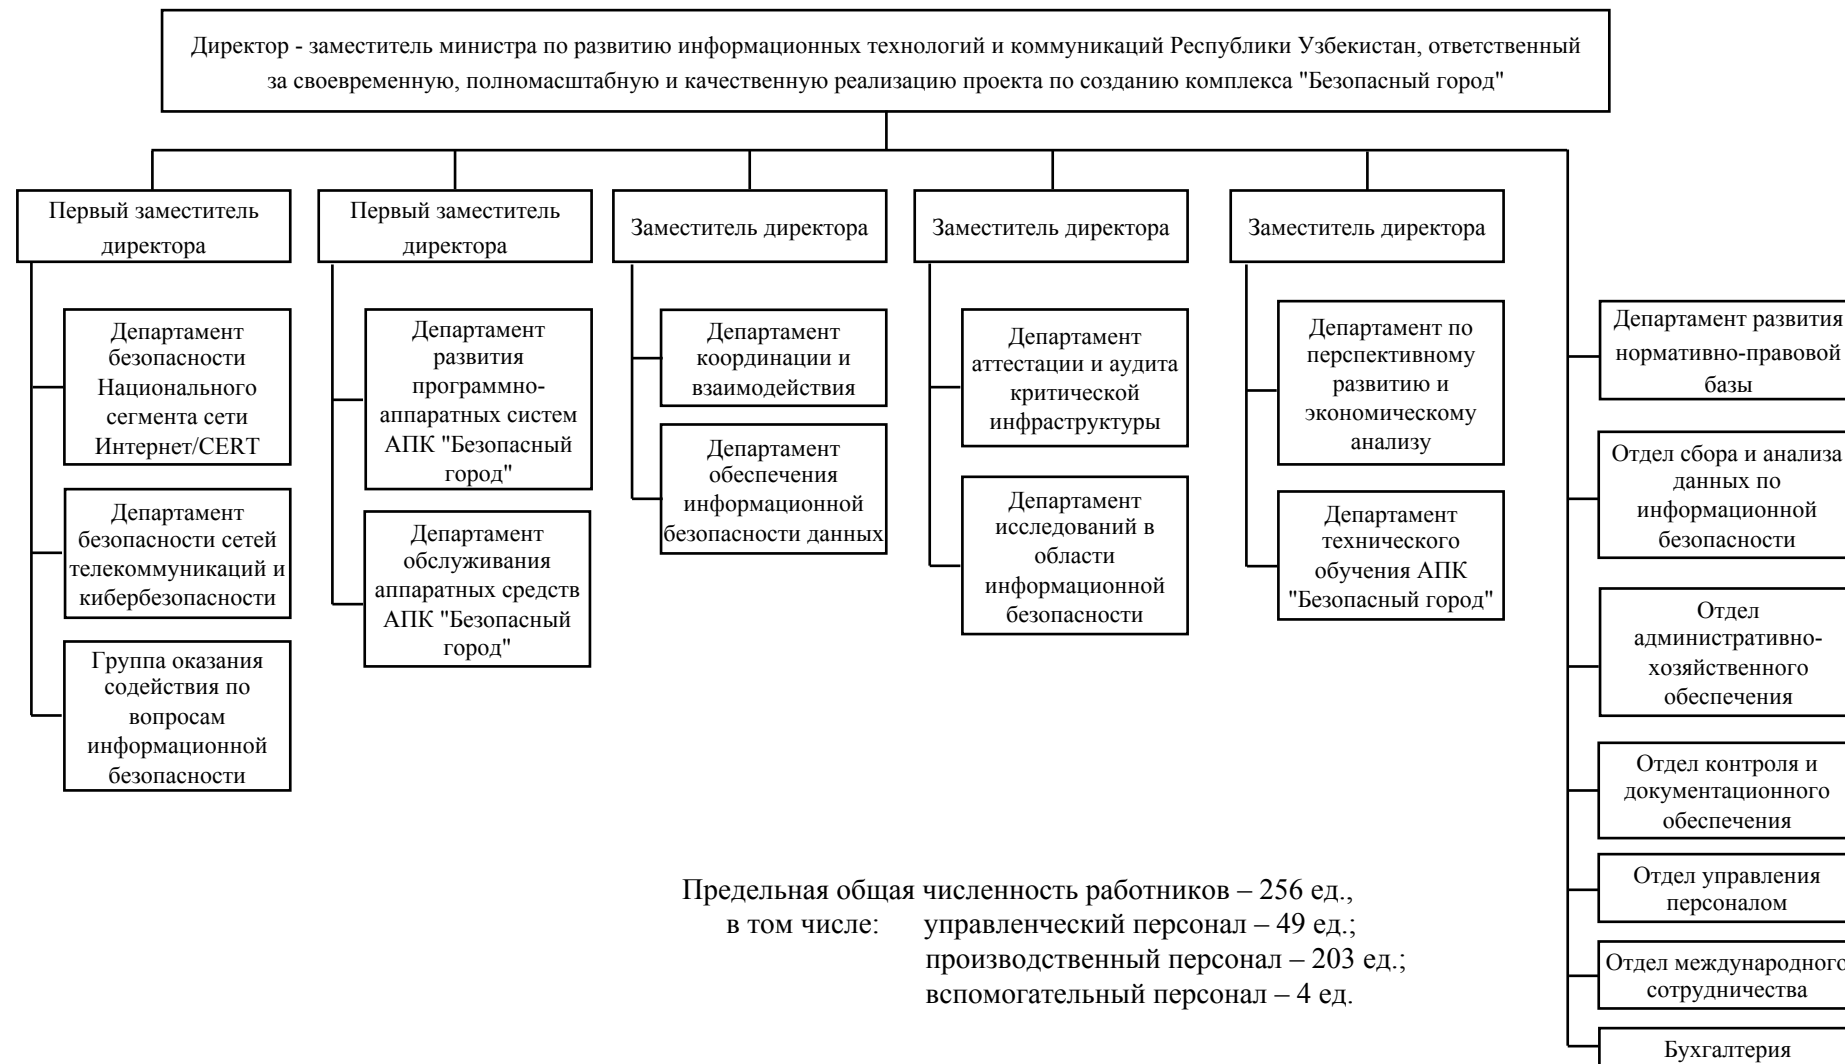 Директор - заместитель министра по развитию информационных технологий и коммуникаций Республики Узбекистан, ответственный
за своевременную, полномасштабную и качественную реализацию проекта по созданию комплекса "Безопасный город"
Первый заместитель
директора
Департамент
безопасности
Национального
сегмента сети
Интернет/CERT
Департамент
безопасности сетей
телекоммуникаций и
кибербезопасности
Группа оказания
содействия по
вопросам
информационной
безопасности
Первый заместитель
директора
Департамент
развития
программно-
аппаратных систем
АПК "Безопасный
город"
Департамент
обслуживания
аппаратных средств
АПК "Безопасный
город"
Заместитель директора
Департамент
координации и
взаимодействия
Департамент
обеспечения
информационной
безопасности данных
Заместитель директора
Департамент
аттестации и аудита
критической
инфраструктуры
Департамент
исследований в
области
информационной
безопасности
Заместитель директора
Департамент по
перспективному
развитию и
экономическому
анализу
Департамент
технического
обучения АПК
"Безопасный город"
Департамент развития
нормативно-правовой
базы
Отдел сбора и анализа
данных по
информационной
безопасности
Отдел
административно-
хозяйственного
обеспечения
Отдел контроля и
документационного
обеспечения
Отдел управления
персоналом
Отдел международного
сотрудничества
Бухгалтерия
Предельная общая численность работников – 256 ед.,
в том числе: управленческий персонал – 49 ед.;
производственный персонал – 203 ед.;
вспомогательный персонал – 4 ед.